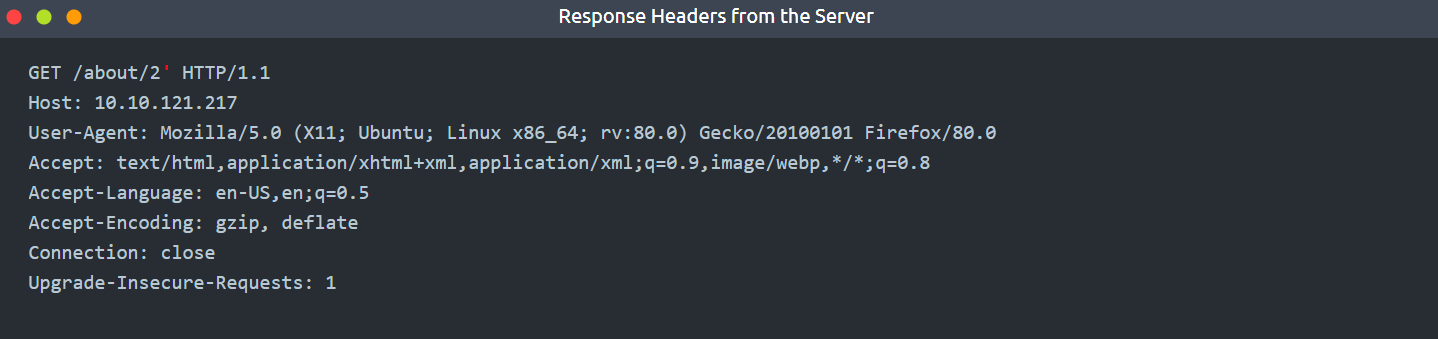 Response Headers from the Server
GET /about/2' HTTP/1.1
Host: 10.10.121.217
User-Agent: Mozilla/5.0 (X11; Ubuntu; Linux x86_64; rv:80.0) Gecko/20100101 Firefox/80.0
Accept: text/html,application/xhtml+xml,application/xml;q=0.9,image/webp,*/*;q=0.8
Accept-Language: en-US,en;q=0.5
Accept-Encoding: gzip, deflate
Connection: close
Upgrade-Insecure-Requests: 1